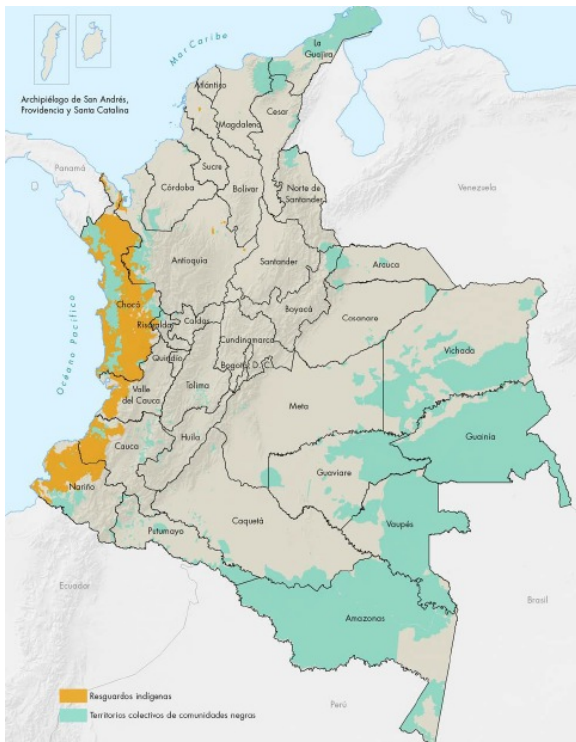 Mar Caribe
La
Guajira
Archipiélago de San Andrés,
Providencia y Santa Catalina
Atlántico
Magdalena
Cesar
Panamá
Sucre
Córdoba
Bolívar
Norte de
Santander
Venezuela
Antioquia
Santander
Arauca
Océano Pacífico
Chocó
Risaralda
Caldas
Boyacá
Casanare
Cundinamarca
Vichada
Quindío
Bogotá, D. C.
Valle
del Cauca
Tolima
Meta
Cauca
Huila
Guainía
Nariño
Guaviare
Caquetá
Vaupés
Putumayo
Ecuador
Amazonas
Brasil
Perú
Resguardos indígenas
Territorios colectivos de comunidades negras